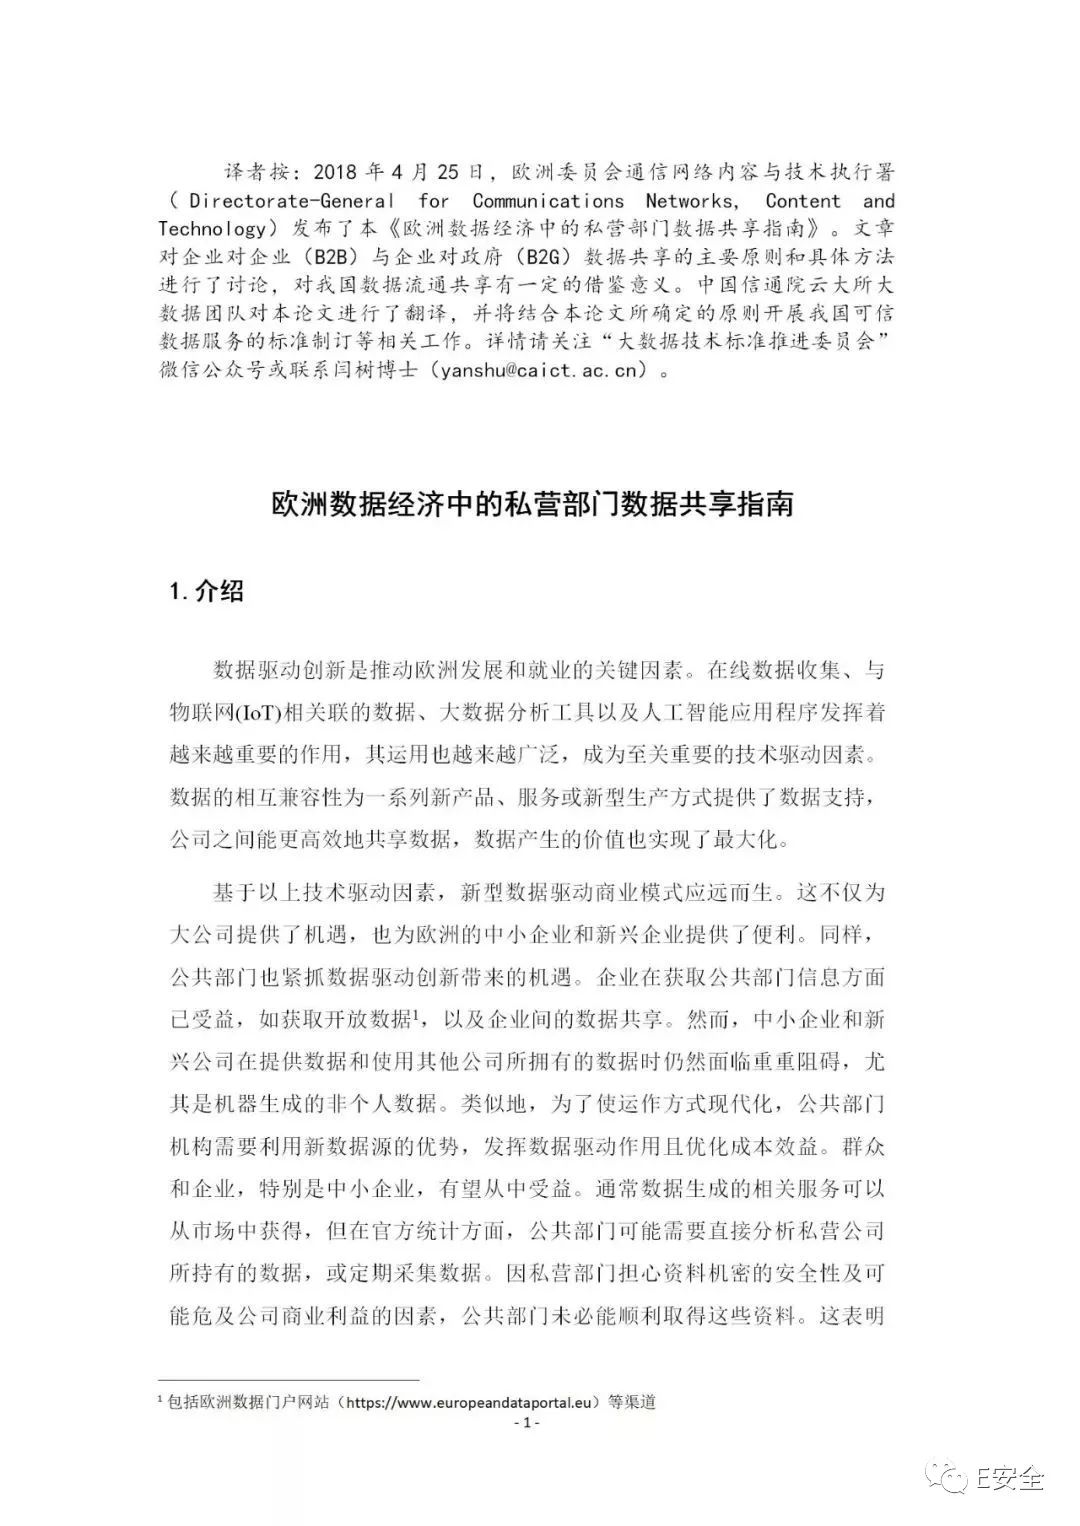 译者按：2018 年 4 月 25 日，欧洲委员会通信网络内容与技术执行署
（ Directorate-General for Communications Networks, Content and
Technology）发布了本《欧洲数据经济中的私营部门数据共享指南》。文章
对企业对企业（B2B）与企业对政府（B2G）数据共享的主要原则和具体方法
进行了讨论，对我国数据流通共享有一定的借鉴意义。中国信通院云大所大
数据团队对本论文进行了翻译，并将结合本论文所确定的原则开展我国可信
数据服务的标准制订等相关工作。详情请关注“大数据技术标准推进委员会”
微信公众号或联系闫树博士（yanshu@caict.ac.cn）。
欧洲数据经济中的私营部门数据共享指南
1.介绍
数据驱动创新是推动欧洲发展和就业的关键因素。在线数据收集、与
物联网(IoT)相关联的数据、大数据分析工具以及人工智能应用程序发挥着
越来越重要的作用，其运用也越来越广泛，成为至关重要的技术驱动因素。
数据的相互兼容性为一系列新产品、服务或新型生产方式提供了数据支持，
公司之间能更高效地共享数据，数据产生的价值也实现了最大化。
基于以上技术驱动因素，新型数据驱动商业模式应远而生。这不仅为
大公司提供了机遇，也为欧洲的中小企业和新兴企业提供了便利。同样，
公共部门也紧抓数据驱动创新带来的机遇。企业在获取公共部门信息方面
已受益，如获取开放数据1，以及企业间的数据共享。然而，中小企业和新
兴公司在提供数据和使用其他公司所拥有的数据时仍然面临重重阻碍，尤
其是机器生成的非个人数据。类似地，为了使运作方式现代化，公共部门
机构需要利用新数据源的优势，发挥数据驱动作用且优化成本效益。群众
和企业，特别是中小企业，有望从中受益。通常数据生成的相关服务可以
从市场中获得，但在官方统计方面，公共部门可能需要直接分析私营公司
所持有的数据，或定期采集数据。因私营部门担心资料机密的安全性及可
能危及公司商业利益的因素，公共部门未必能顺利取得这些资料。这表明
1 包括欧洲数据门户网站（https://www.europeandataportal.eu）等渠道
- 1 -
E安全